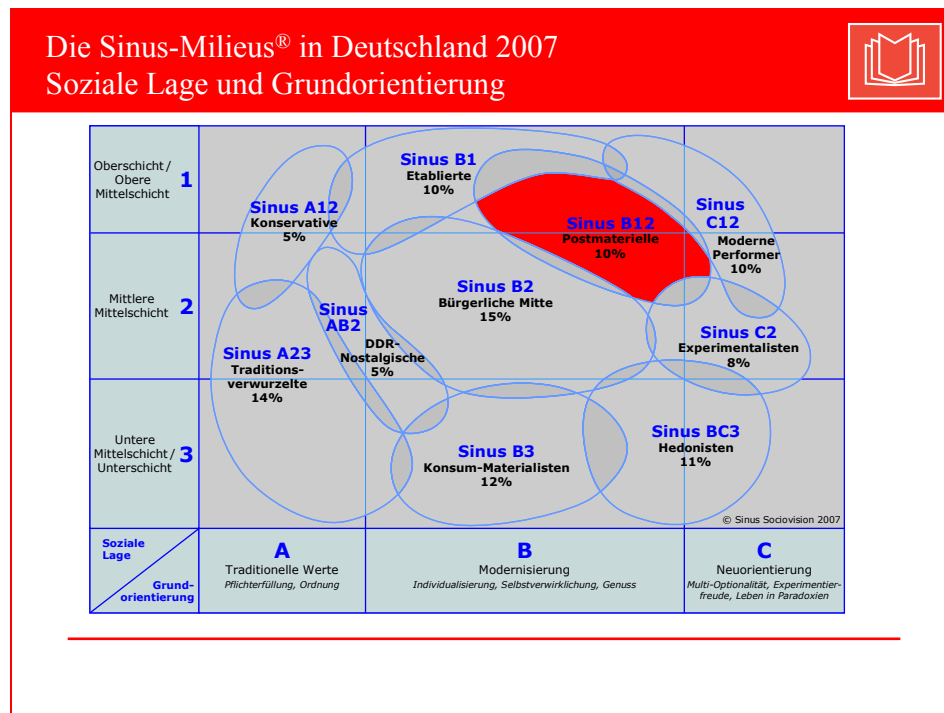 Die Sinus-Milieus® in Deutschland 2007
Soziale Lage und Grundorientierung
Oberschicht /
Obere
Mittelschicht
1
Mittlere
Mittelschicht
2
Untere
Mittelschicht /
Unterschicht
3
Sinus B1
Etablierte
10%
Sinus A12
Konservative
5%
Sinus B12
Postmaterielle
10%
Sinus
C12
Moderne
Performer
10%
Sinus B2
Bürgerliche Mitte
15%
Sinus
AB2
DDR-
Nostalgische
5%
Sinus A23
Traditions-
verwurzelte
14%
Sinus C2
Experimentalisten
8%
Sinus B3
Konsum-Materialisten
12%
Sinus BC3
Hedonisten
11%
© Sinus Sociovision 2007
Soziale
Lage
Grund-
orientierung
A
Traditionelle Werte
Pflichterfüllung, Ordnung
B
Modernisierung
Individualisierung, Selbstverwirklichung, Genuss
C
Neuorientierung
Multi-Optionalität, Experimentier-
freude, Leben in Paradoxien